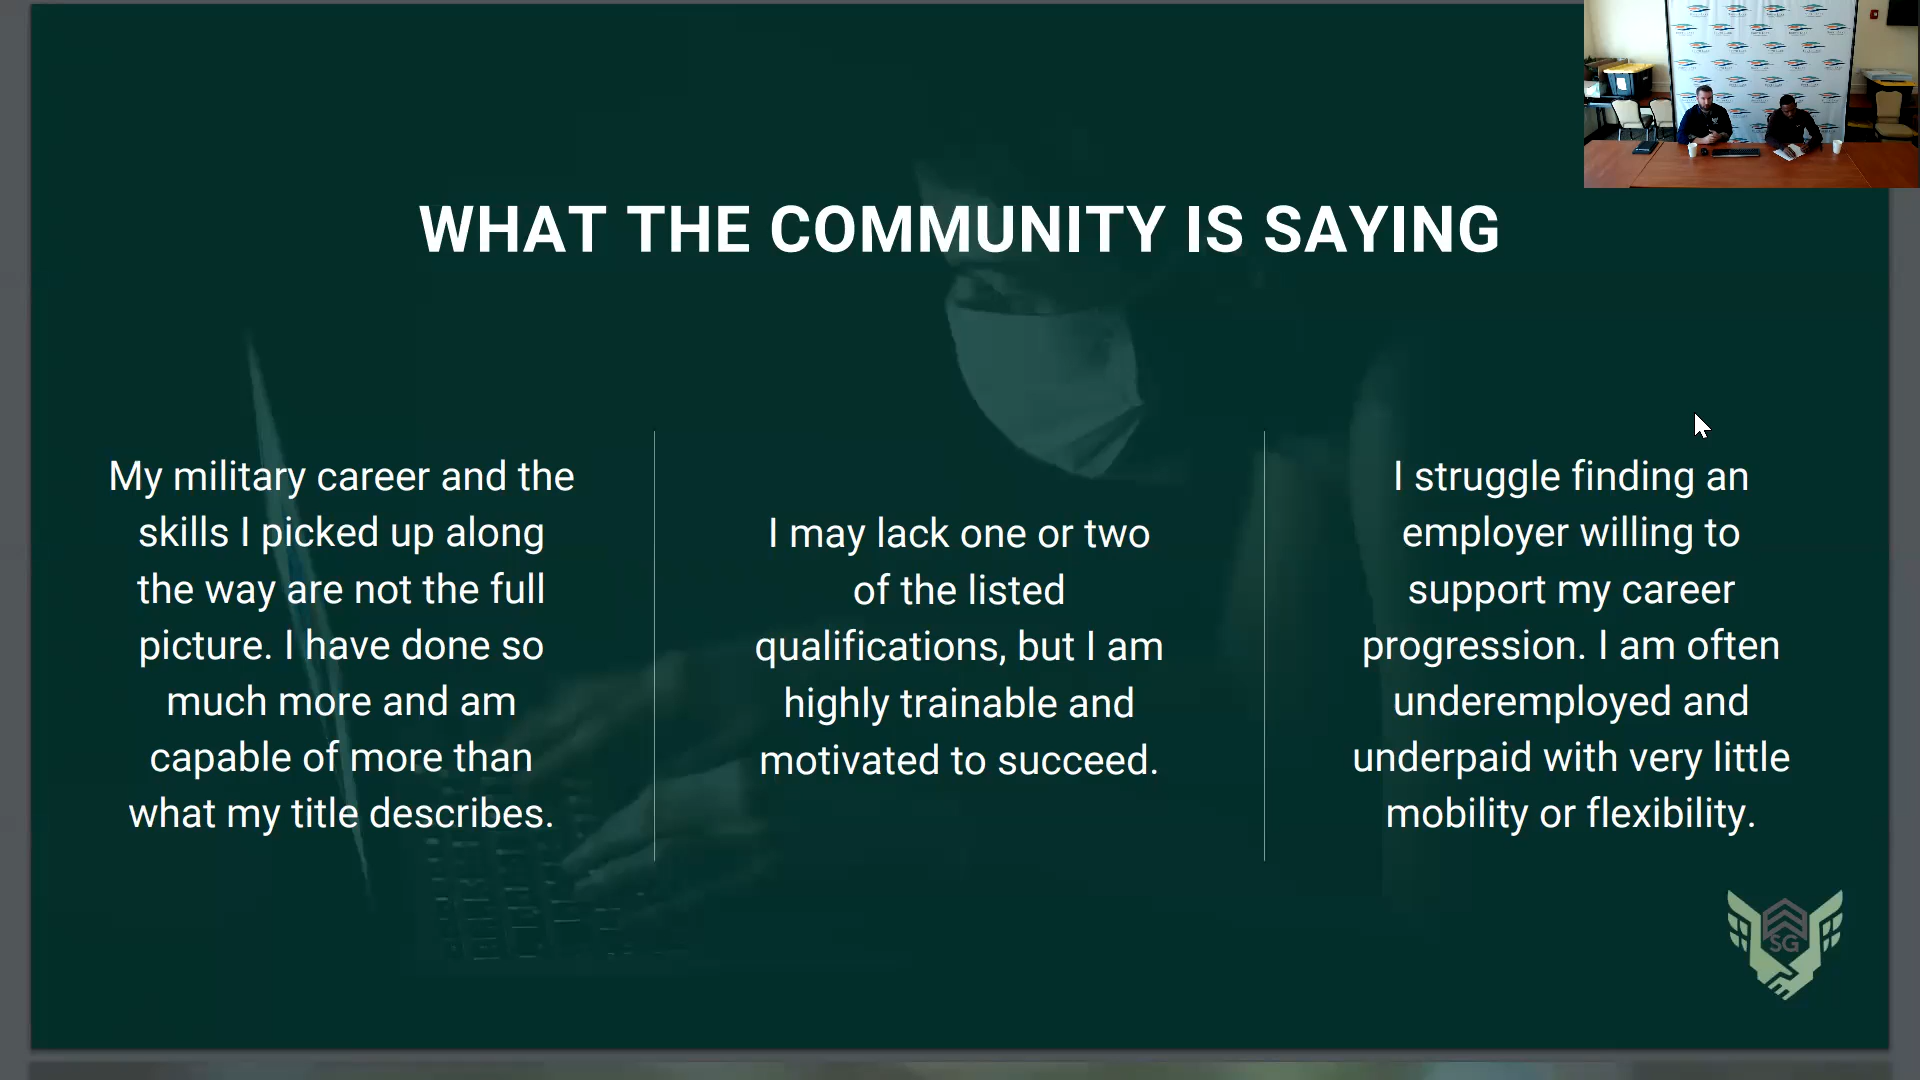 WHAT THE COMMUNITY IS SAYING
My military career and the
skills I picked up along
the way are not the full
picture. I have done so
much more and am
capable of more than
what my title describes.
I may lack one or two
of the listed
qualifications, but I am
highly trainable and
motivated to succeed.
I struggle finding an
employer willing to
support my career
progression. I am often
underemployed and
underpaid with very little
mobility or flexibility.
SG